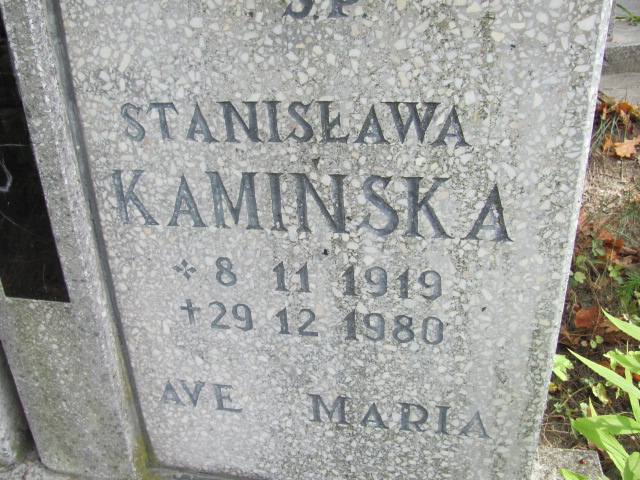 Ś.P.
STANISŁAWA
KAMIŃSKA
8 11 1919
✝ 29 12 1980
AVE MARIA